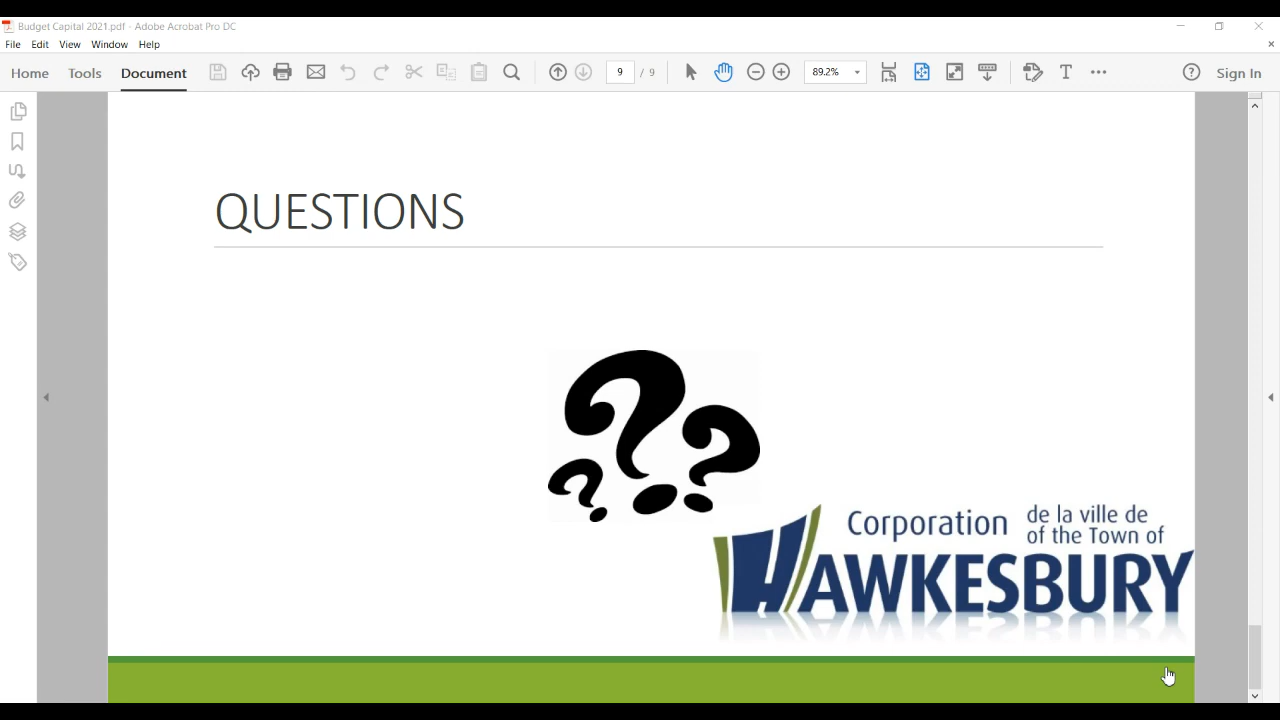 Budget Capital 2021.pdf - Adobe Acrobat Pro DC
File Edit View Window Help
Home Tools Document 9 / 9 89.2% Sign In
QUESTIONS
???
Corporation de la ville de
of the Town of
HAWKESBURY